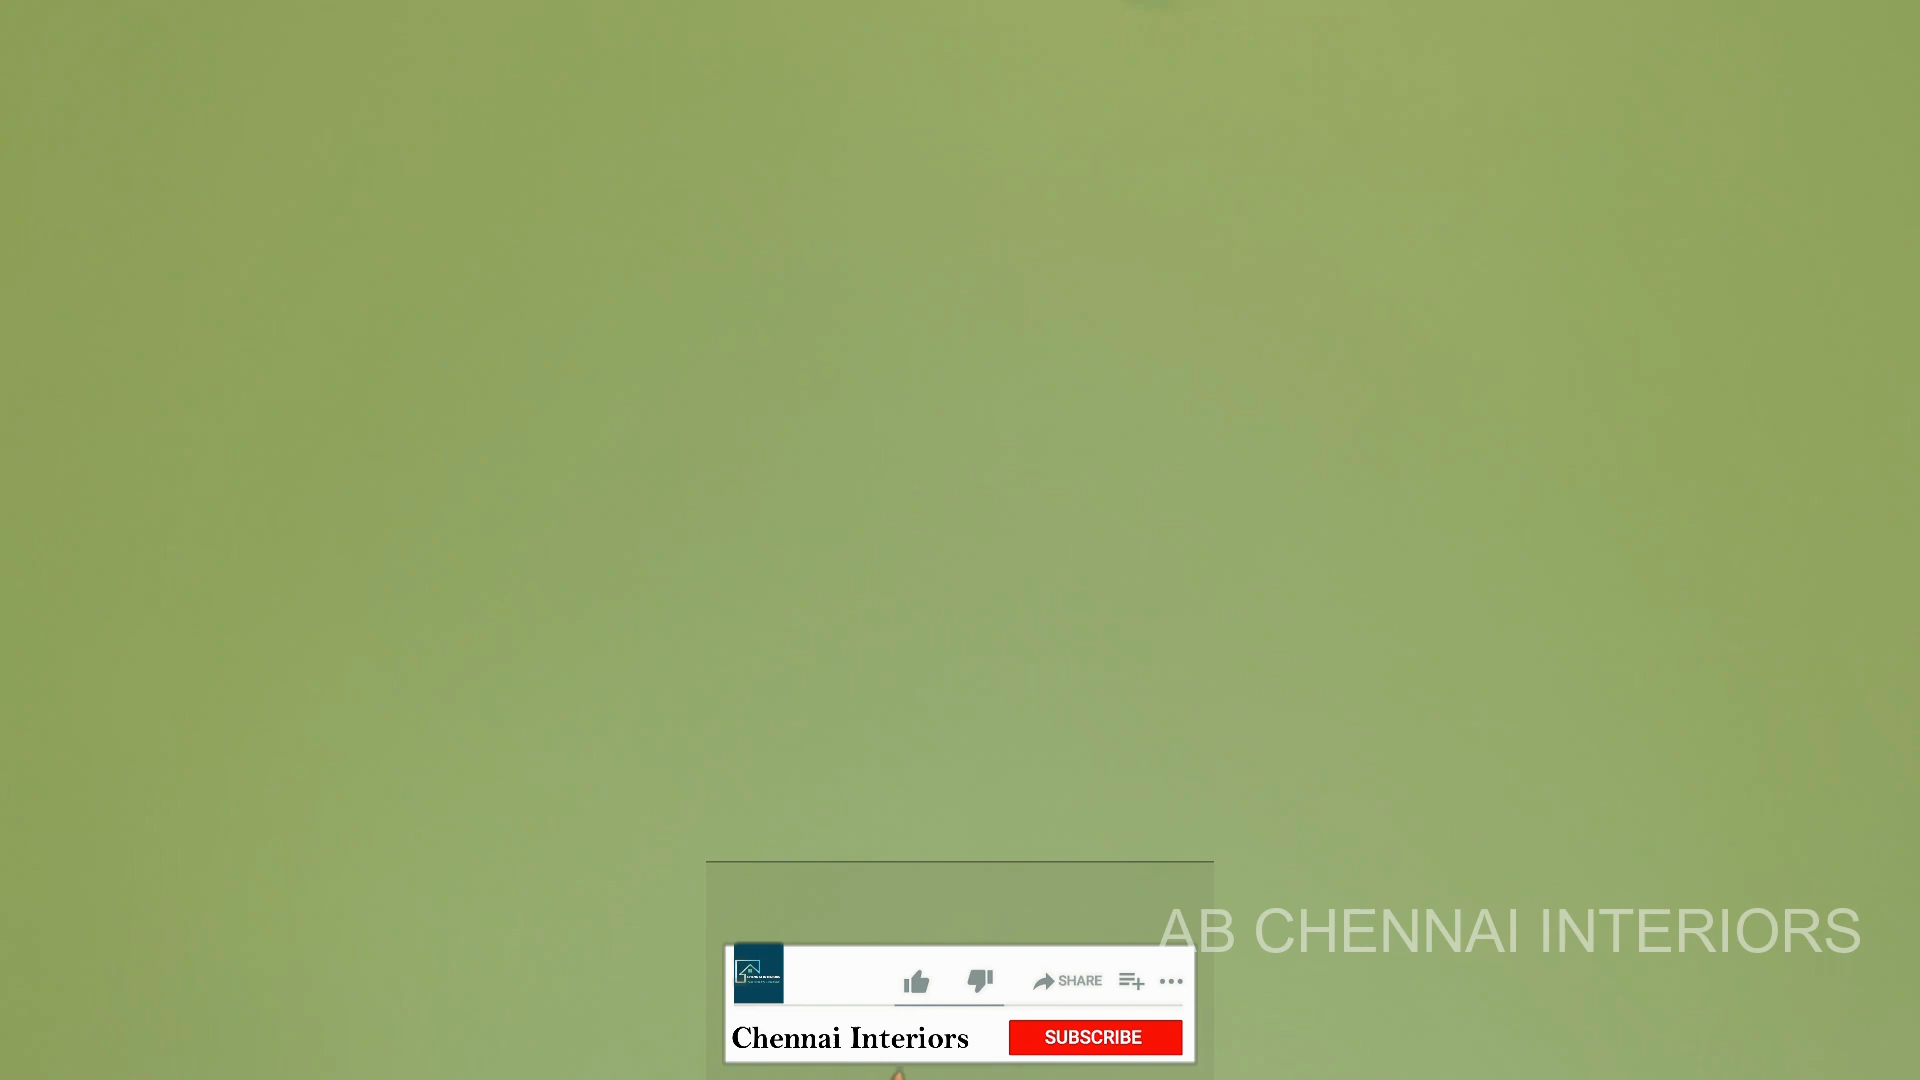 AB CHENNAI INTERIORS
SHARE
Chennai Interiors
SUBSCRIBE